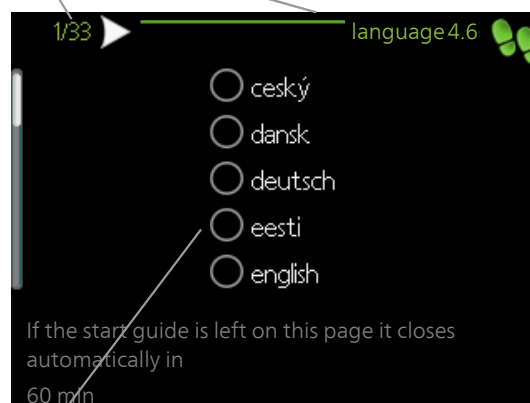 1/33
language 4.6
ceský
dansk
deutsch
eesti
english
If the start guide is left on this page it closes
automatically in
60 min